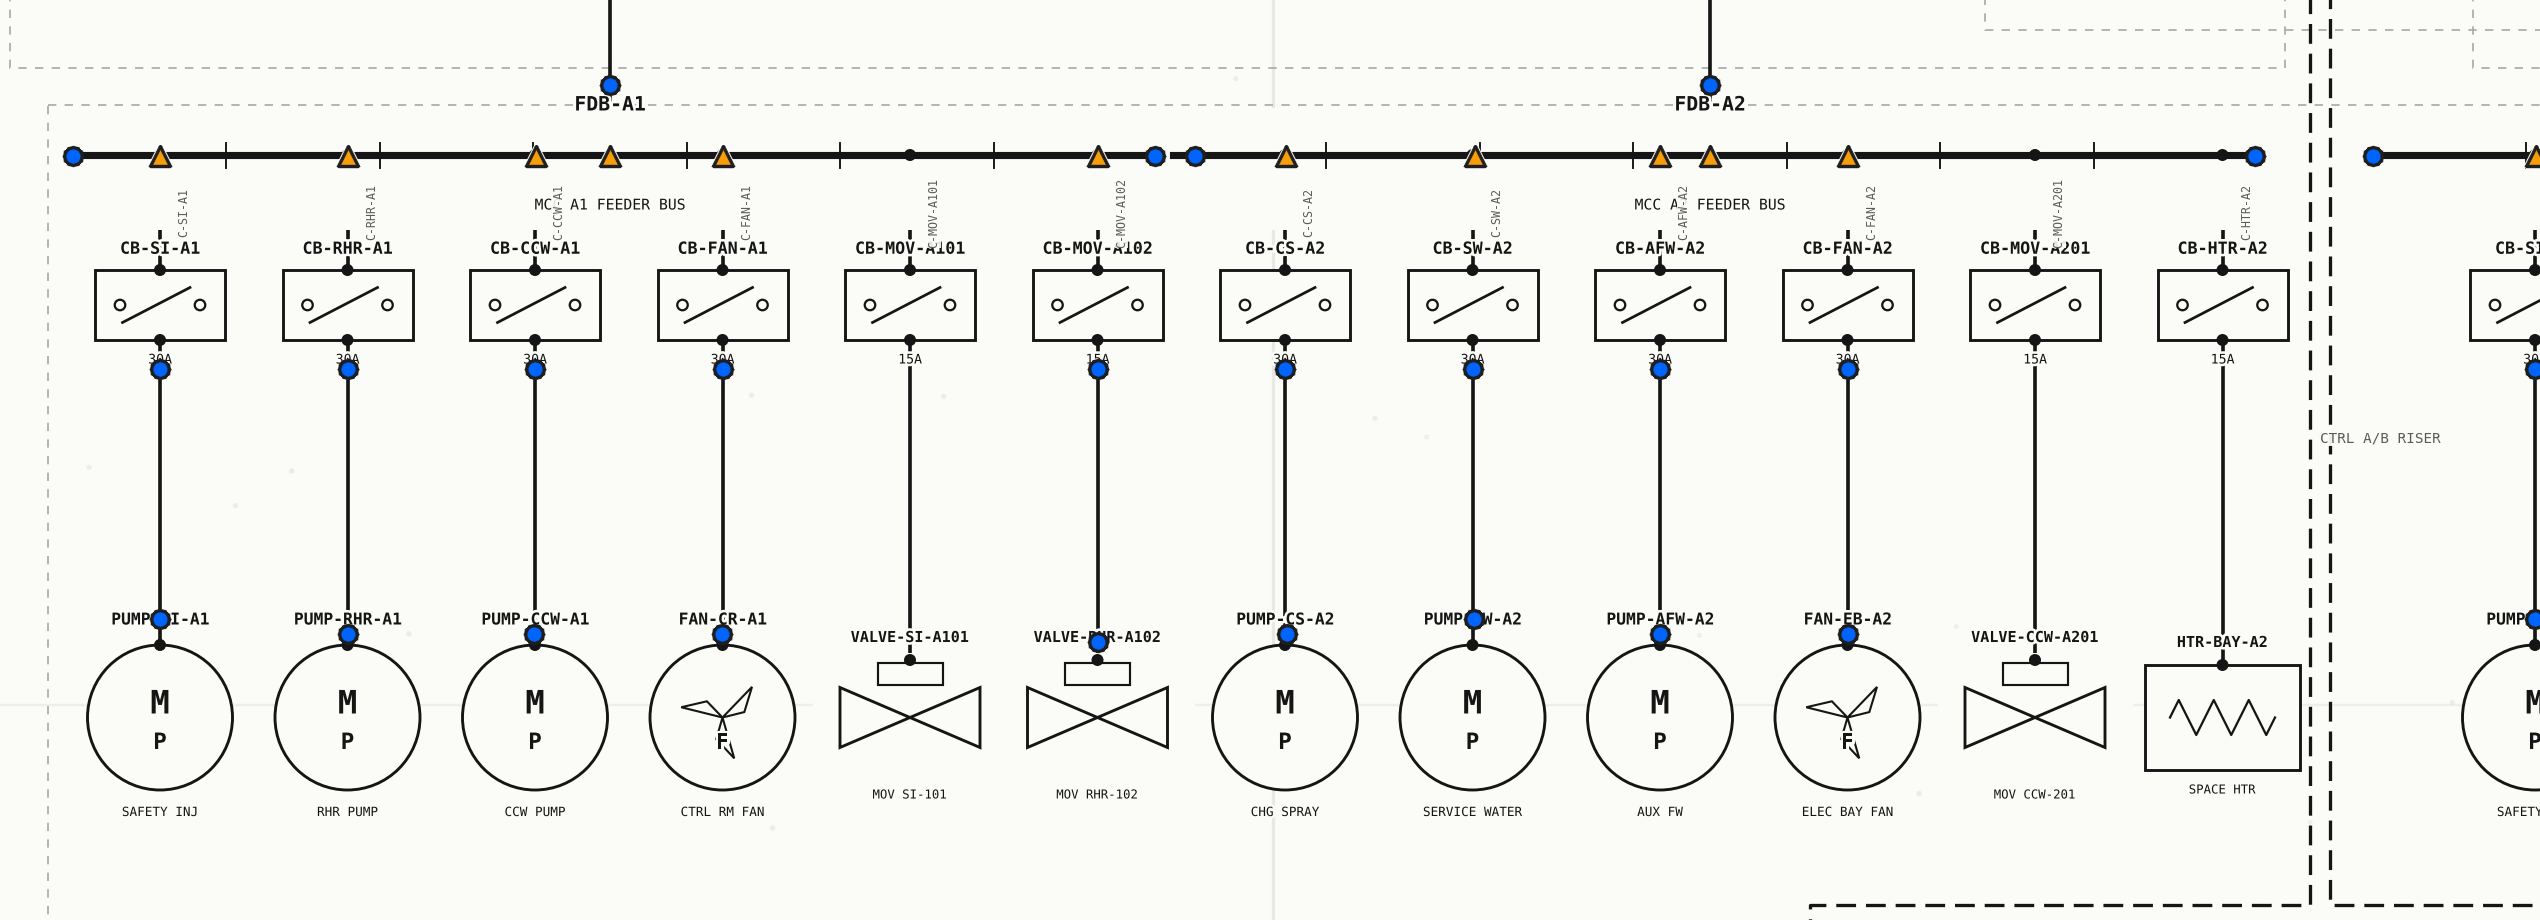 FDB-A1
FDB-A2
C-SI-A1
C-RHR-A1
C-CCW-A1
C-FAN-A1
C-MOV-A101
C-MOV-A102
C-CS-A2
C-SW-A2
C-AFW-A2
C-FAN-A2
C-MOV-A201
C-HTR-A2
A1 FEEDER BUS
MCC FEEDER BUS
CB-SI-A1
CB-RHR-A1
CB-CCW-A1
CB-FAN-A1
CB-MOV-A101
CB-MOV-A102
CB-CS-A2
CB-SW-A2
CB-AFW-A2
CB-FAN-A2
CB-MOV-A201
CB-HTR-A2
30A
30A
30A
30A
15A
15A
30A
30A
30A
30A
15A
15A
CTRL A/B RISER
PUMP-RHR-A1
PUMP-CCW-A1
FAN-CR-A1
VALVE-SI-A101
PUMP-CS-A2
PUMP-AFW-A2
FAN-EB-A2
VALVE-CCW-A201
HTR-BAY-A2
M
P
M
P
M
P
F
M
P
M
P
M
P
F
SAFETY INJ
RHR PUMP
CCW PUMP
CTRL RM FAN
MOV SI-101
MOV RHR-102
CHG SPRAY
SERVICE WATER
AUX FW
ELEC BAY FAN
MOV CCW-201
SPACE HTR
SAFETY